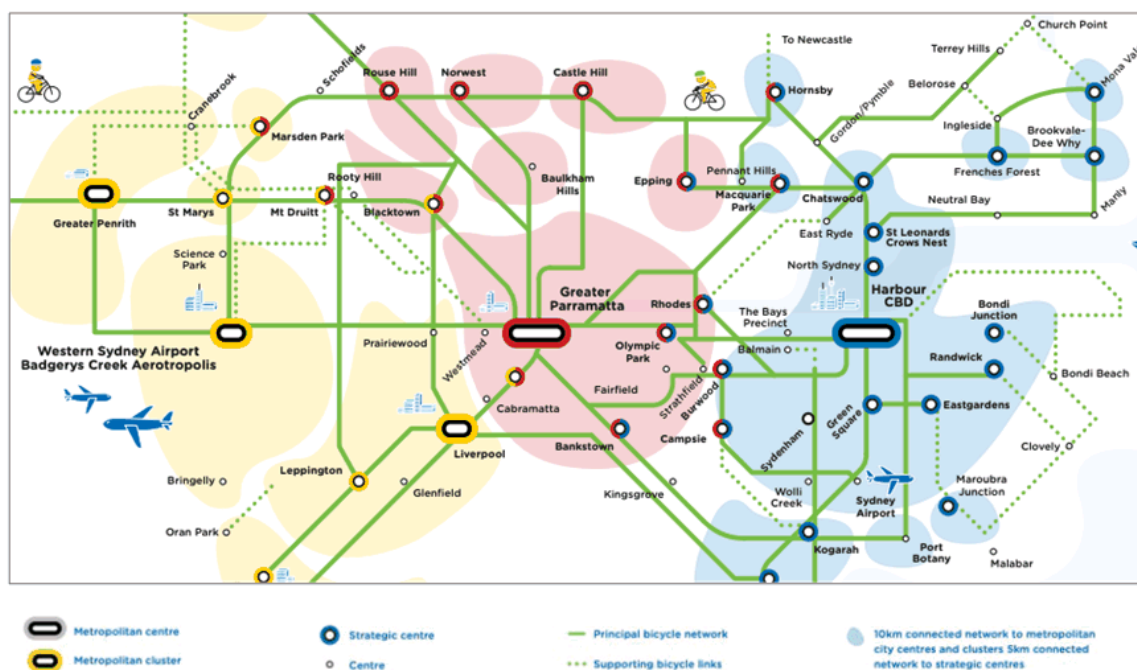 Church Point
To Newcastle
Terrey Hills
Schofields
Rouse Hill
Norwest
Castle Hill
Mona Val
Cranebrook
Hornsby
Gordon/Pymble
Belorose
Marsden Park
Ingleside
Brookvale-
Dee Why
Rooty Hill
Baulkham
Hills
Pennant Hills
Epping
Macquarie
Park
Frenches Forest
Greater Penrith
St Marys
Mt Druitt
Blacktown
Chatswood
Neutral Bay
Manly
East Ryde
St Leonards
Crows Nest
Science
Park
North Sydney
Greater
Parramatta
Harbour
CBD
Rhodes
Bondi
Junction
The Bays
Precinct
Western Sydney Airport
Badgerys Creek Aerotropolis
Prairiewood
Westmead
Olympic
Park
Balmain
Randwick
Strathfield
Burwood
Bondi Beach
Fairfield
Cabramatta
Green
Square
Eastgardens
Bankstown
Campsie
Sydenham
Clovely
Liverpool
Leppington
Bringelly
Glenfield
Kingsgrove
Wolli
Creek
Sydney
Airport
Maroubra
Junction
Oran Park
Kogarah
Port
Botany
Malabar
Metropolitan centre
Strategic centre
Principal bicycle network
10km connected network to metropolitan
city centres and clusters 5km connected
network to strategic centres
Metropolitan cluster
Centre
Supporting bicycle links